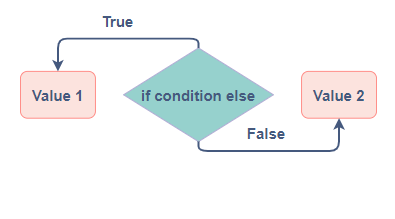 True
Value 1
if condition else
Value 2
False